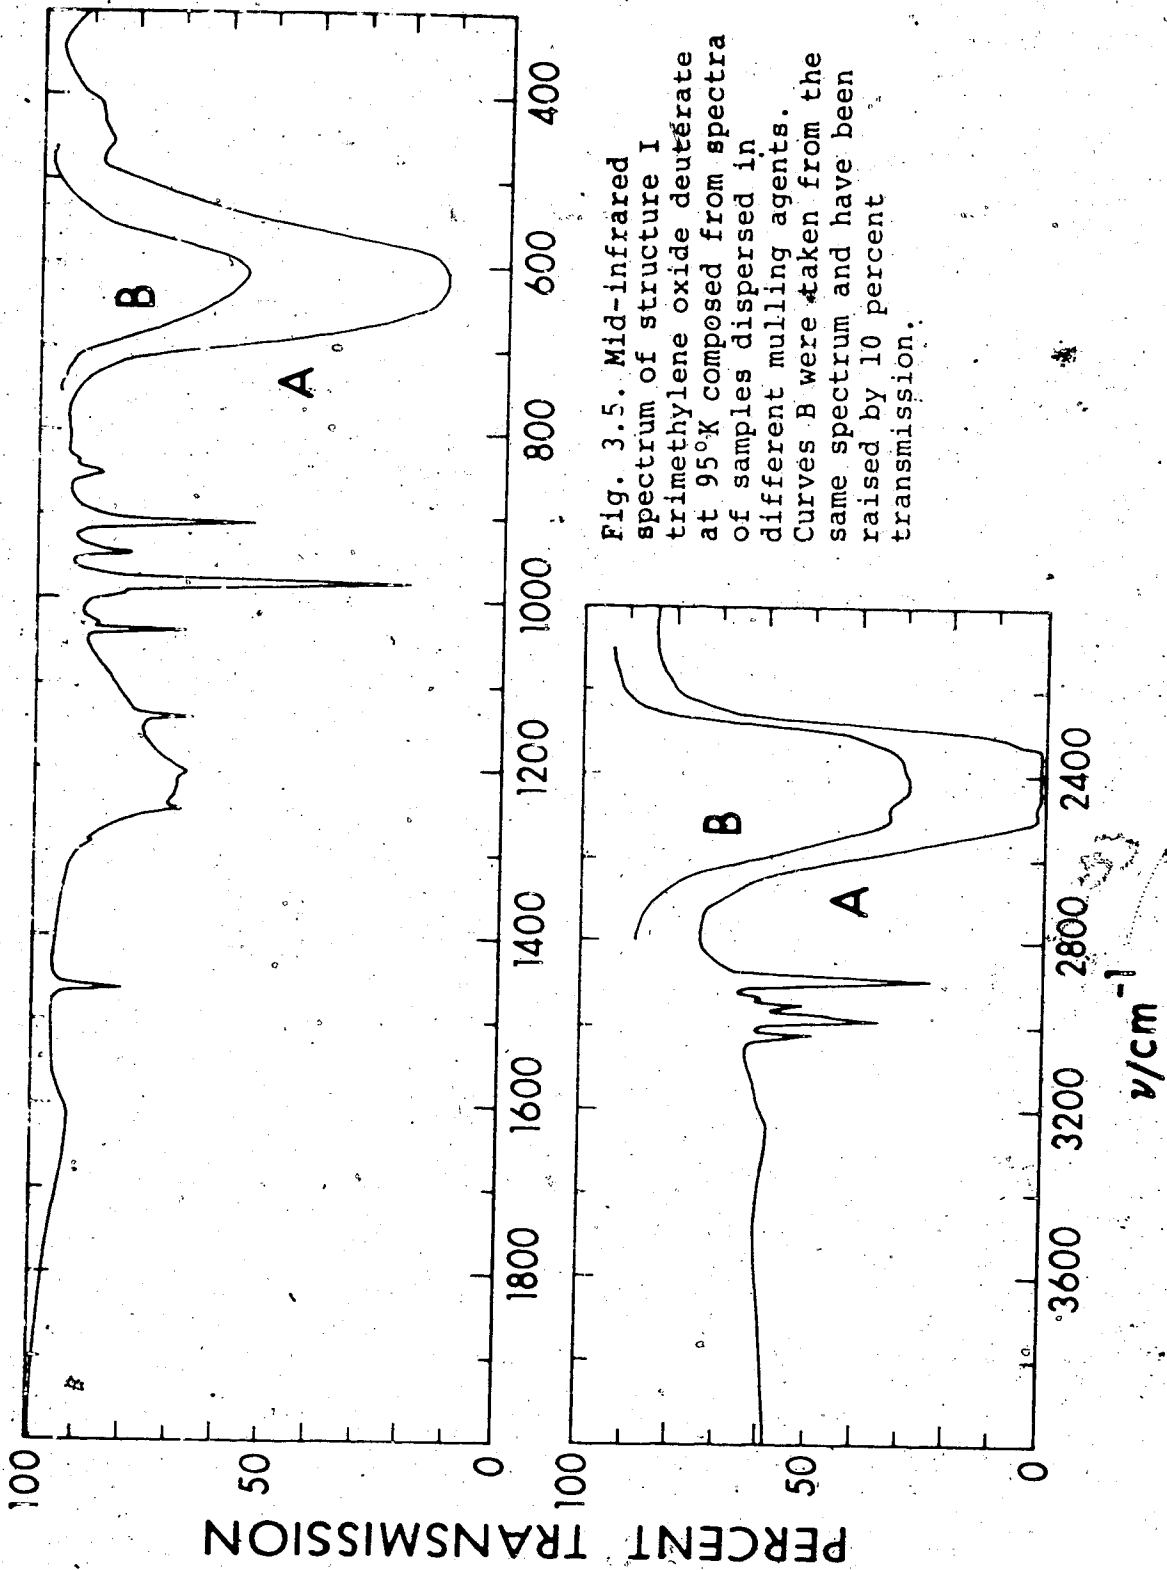 PERCENT TRANSMISSION
100
50
0
1800
1600
1400
1200
1000
800
600
400
A
B
100
50
0
3600
3200
2800
2400
A
B
ν/cm⁻¹
Fig. 3.5. Mid-infrared
spectrum of structure I
trimethylene oxide deuterate
at 95°K composed from spectra
of samples dispersed in
different mulling agents.
Curves B were taken from the
same spectrum and have been
raised by 10 percent
transmission.